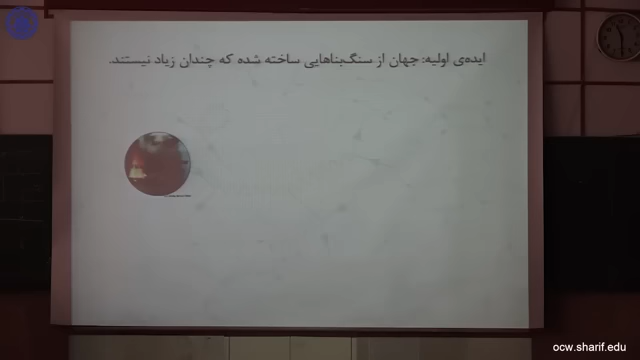 ایده‌ی اولیه: جهان از سنگ‌بناهایی ساخته شده که چندان زیاد نیستند.
ocw.sharif.edu